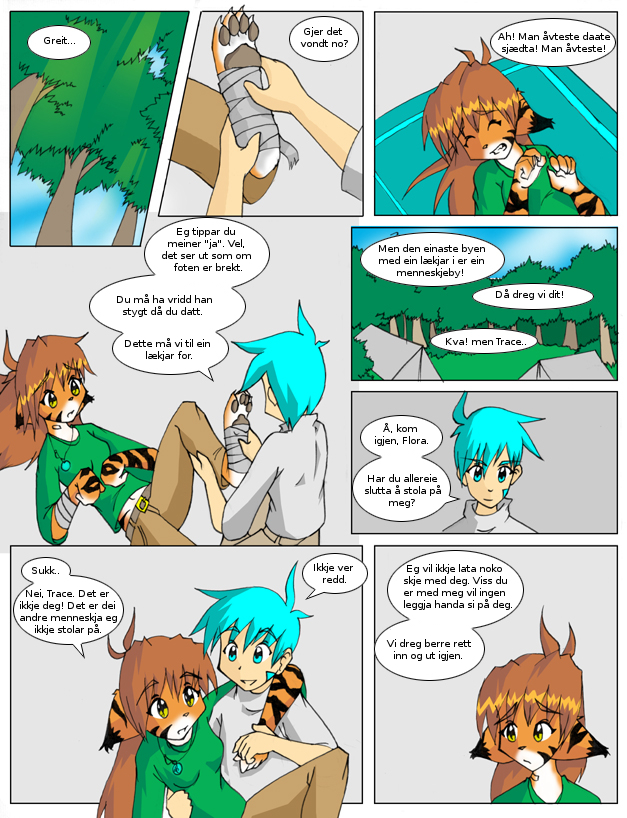 Greit...
Gjer det
vondt no?
Ah! Man åvteste daate
sjædta! Man åvteste!
Eg tippar du
meiner "ja". Vel,
det ser ut som om
foten er brekt.
Du må ha vridd han
stygt då du datt.
Dette må vi til ein
lækjar for.
Men den einaste byen
med ein lækjar i er ein
menneskjeby!
Då dreg vi dit!
Kva! men Trace..
Å, kom
igjen, Flora.
Har du allereie
slutta å stola på
meg?
Sukk..
Nei, Trace. Det er
ikkje deg! Det er dei
andre menneskja eg
ikkje stolar på.
Ikkje ver
redd.
Eg vil ikkje lata noko
skje med deg. Viss du
er med meg vil ingen
leggja handa si på deg.
Vi dreg berre rett
inn og ut igjen.